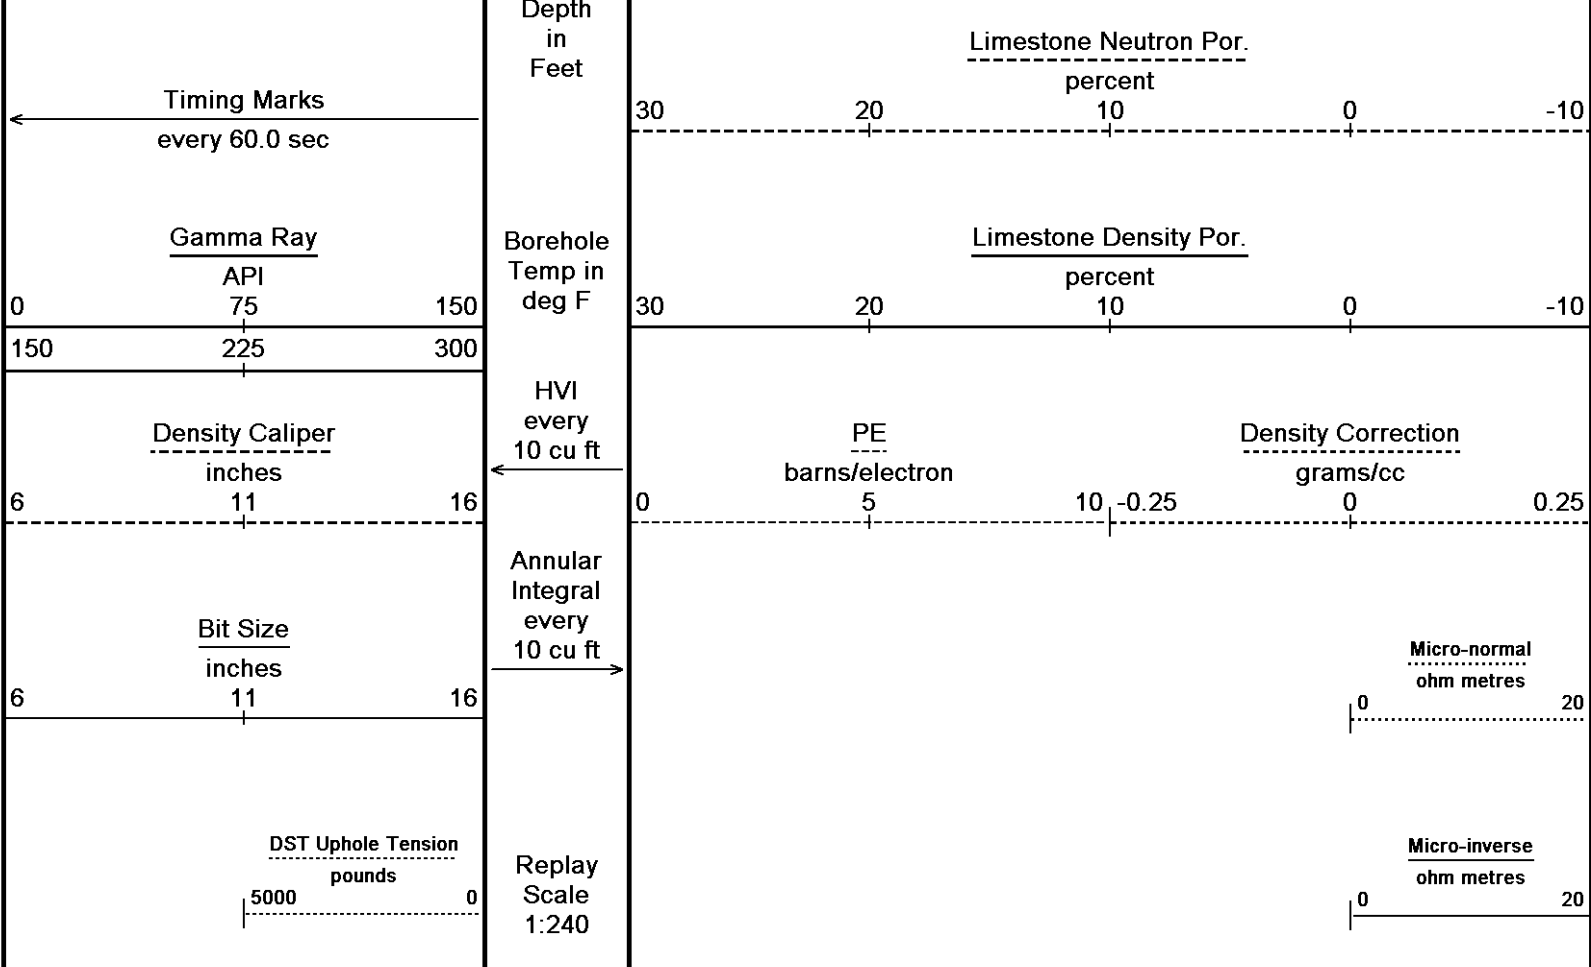 Depth
in
Feet
Timing Marks
every 60.0 sec
Limestone Neutron Por.
percent
30 20 10 0 -10
Gamma Ray
API
0 75 150
150 225 300
Borehole
Temp in
deg F
Limestone Density Por.
percent
30 20 10 0 -10
HVI
every
10 cu ft
Density Caliper
inches
6 11 16
PE
barns/electron
0 5 10
Density Correction
grams/cc
-0.25 0 0.25
Annular
Integral
every
10 cu ft
Bit Size
inches
6 11 16
Micro-normal
ohm metres
0 20
DST Uphole Tension
pounds
5000 0
Replay
Scale
1:240
Micro-inverse
ohm metres
0 20